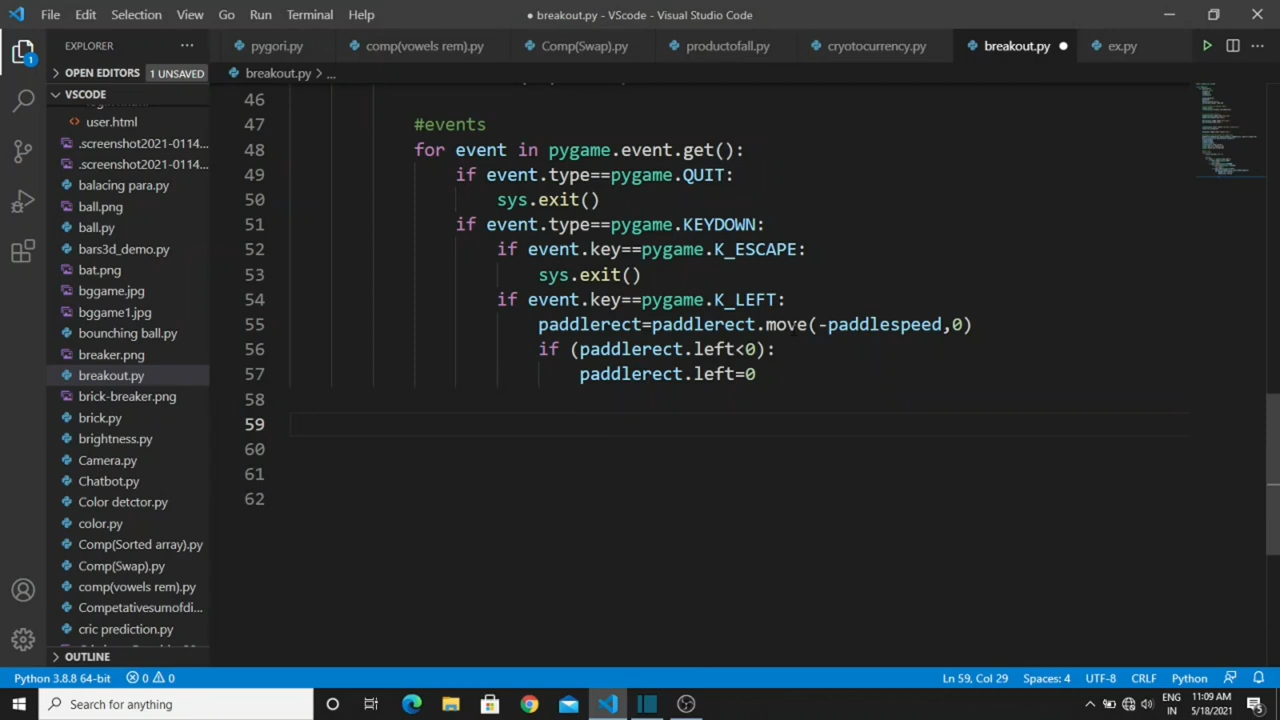 File Edit Selection View Go Run Terminal Help
● breakout.py - VScode - Visual Studio Code
EXPLORER
pygori.py comp(vowels rem).py Comp(Swap).py productofall.py cryotocurrency.py breakout.py ex.py
OPEN EDITORS 1 UNSAVED
breakout.py > ...
VSCODE
user.html
.screenshot2021-0114...
.screenshot2021-0114...
balacing para.py
ball.png
ball.py
bars3d_demo.py
bat.png
bggame.jpg
bggame1.jpg
bounching ball.py
breaker.png
breakout.py
brick-breaker.png
brick.py
brightness.py
Camera.py
Chatbot.py
Color detctor.py
color.py
Comp(Sorted array).py
Comp(Swap).py
comp(vowels rem).py
Competativesumofdi...
cric prediction.py
OUTLINE
46
47 #events
48 for event in pygame.event.get():
49 if event.type==pygame.QUIT:
50 sys.exit()
51 if event.type==pygame.KEYDOWN:
52 if event.key==pygame.K_ESCAPE:
53 sys.exit()
54 if event.key==pygame.K_LEFT:
55 paddlerect=paddlerect.move(-paddlespeed,0)
56 if (paddlerect.left<0):
57 paddlerect.left=0
58
59
60
61
62
Python 3.8.8 64-bit 0 0 Ln 59, Col 29 Spaces: 4 UTF-8 CRLF Python
Type here to search
ENG
IN
11:09 AM
5/18/2021